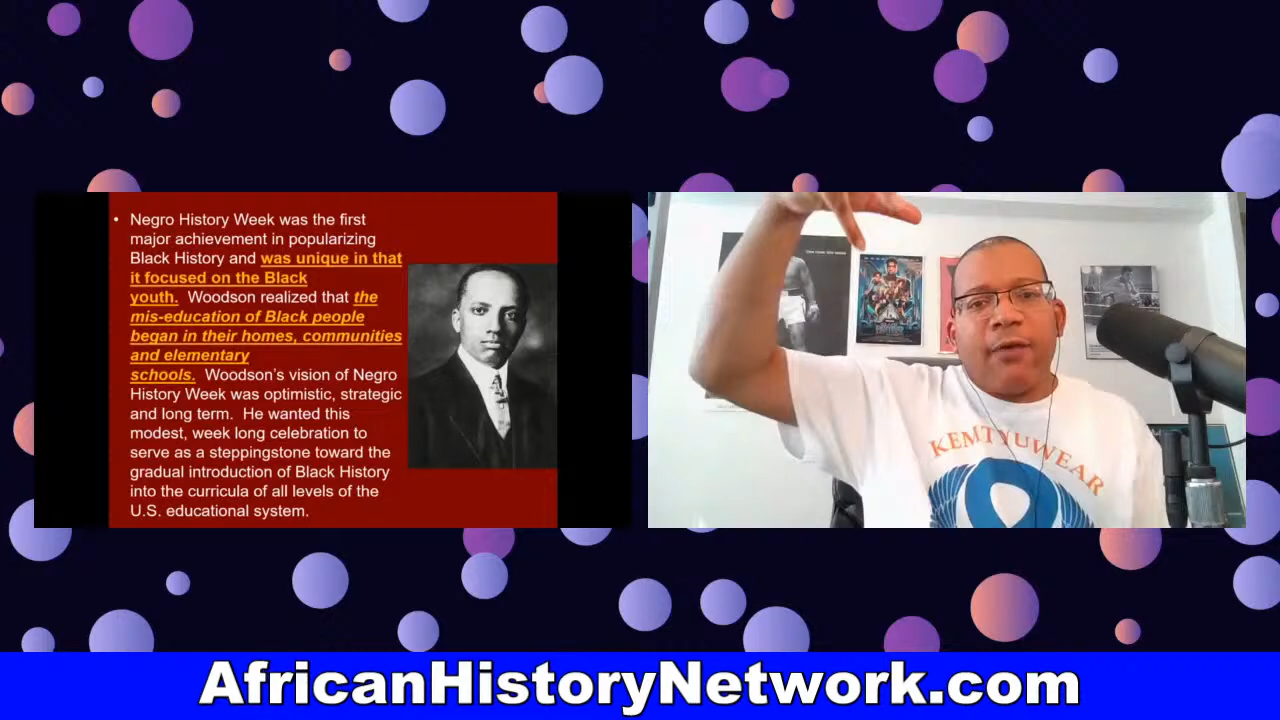 • Negro History Week was the first
major achievement in popularizing
Black History and was unique in that
it focused on the Black
youth. Woodson realized that the
mis-education of Black people
began in their homes, communities
and elementary
schools. Woodson's vision of Negro
History Week was optimistic, strategic
and long term. He wanted this
modest, week long celebration to
serve as a steppingstone toward the
gradual introduction of Black History
into the curricula of all levels of the
U.S. educational system.
KEMTYUWEAR
AfricanHistoryNetwork.com